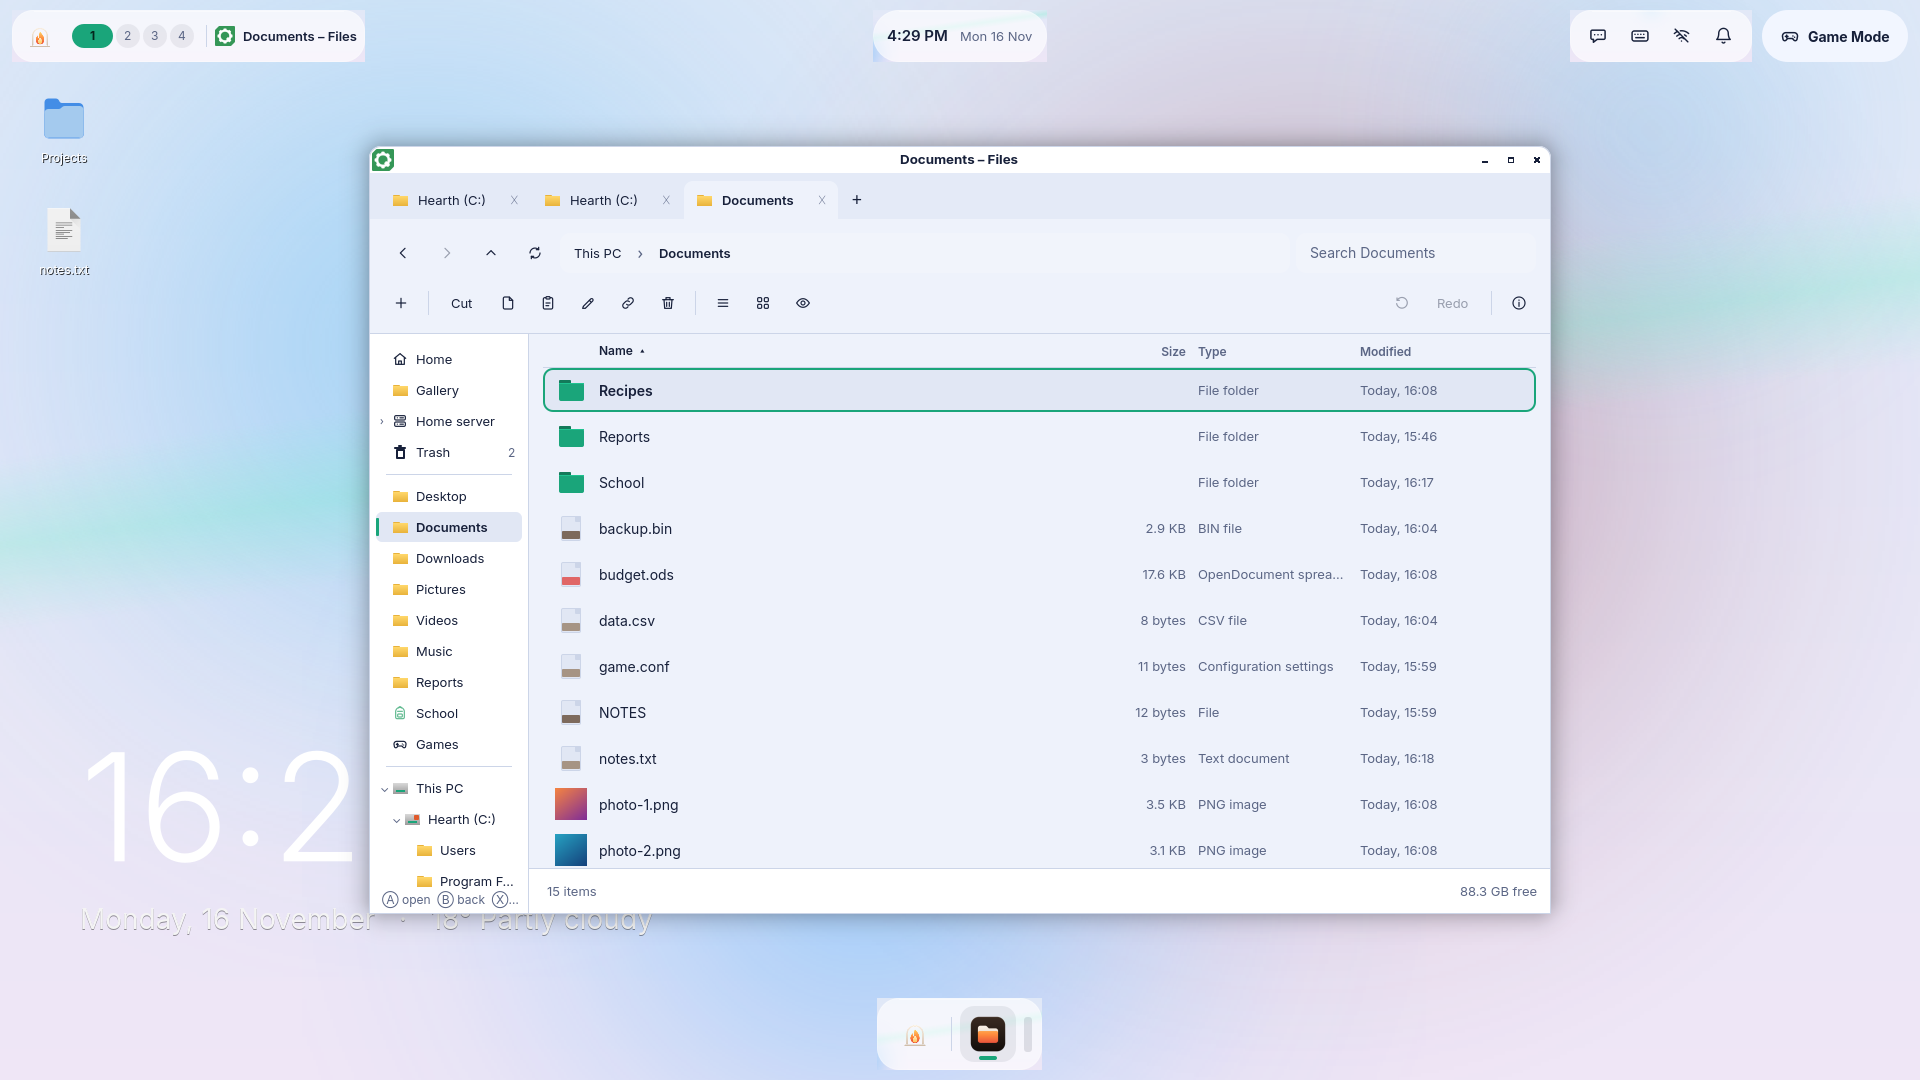 1 2 3 4 Documents – Files
4:29 PM Mon 16 Nov
Game Mode
Projects
notes.txt
Documents – Files
Hearth (C:) X Hearth (C:) X Documents X +
This PC › Documents
Search Documents
Cut
Redo
Home
Gallery
Home server
Trash 2
Desktop
Documents
Downloads
Pictures
Videos
Music
Reports
School
Games
This PC
Hearth (C:)
Users
Program F...
A open B back X...
Name Size Type Modified
Recipes File folder Today, 16:08
Reports File folder Today, 15:46
School File folder Today, 16:17
backup.bin 2.9 KB BIN file Today, 16:04
budget.ods 17.6 KB OpenDocument sprea... Today, 16:08
data.csv 8 bytes CSV file Today, 16:04
game.conf 11 bytes Configuration settings Today, 15:59
NOTES 12 bytes File Today, 15:59
notes.txt 3 bytes Text document Today, 16:18
photo-1.png 3.5 KB PNG image Today, 16:08
photo-2.png 3.1 KB PNG image Today, 16:08
15 items 88.3 GB free
16:2
Monday, 16 November · 18° Partly cloudy